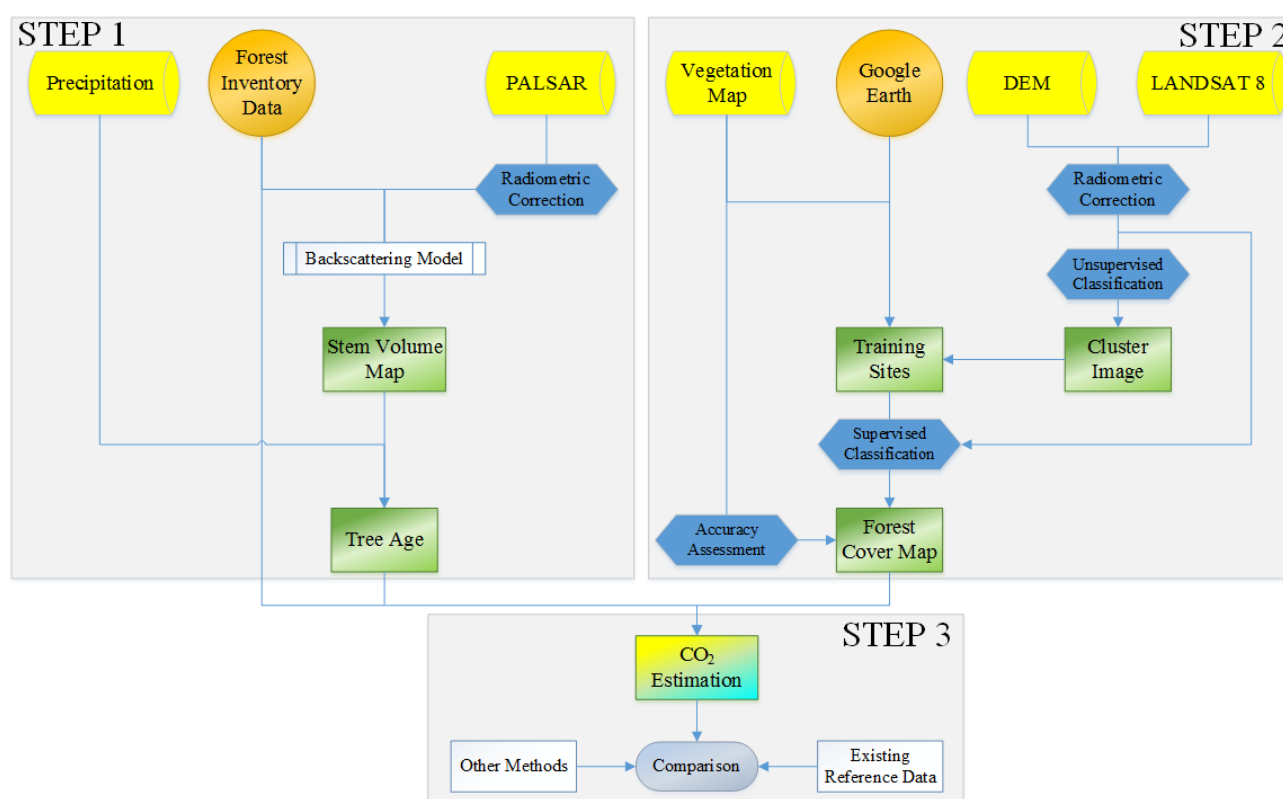 STEP 1
Precipitation
Forest
Inventory
Data
PALSAR
Radiometric
Correction
Backscattering Model
Stem Volume
Map
Tree Age
STEP 2
Vegetation
Map
Google
Earth
DEM
LANDSAT 8
Radiometric
Correction
Unsupervised
Classification
Training
Sites
Cluster
Image
Supervised
Classification
Accuracy
Assessment
Forest
Cover Map
STEP 3
CO₂
Estimation
Other Methods
Comparison
Existing
Reference Data